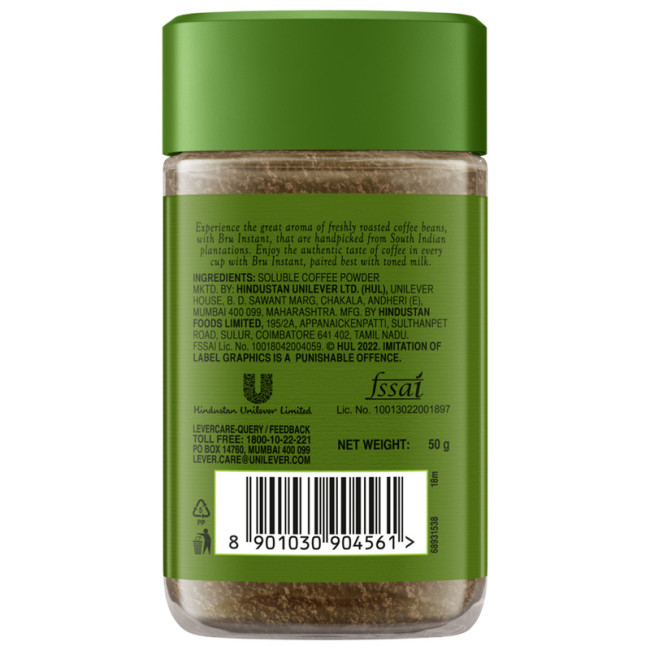 Experience the great aroma of freshly roasted coffee beans,
with Bru Instant, that are handpicked from South Indian
plantations. Enjoy the authentic taste of coffee in every
cup with Bru Instant, paired best with toned milk.
INGREDIENTS: SOLUBLE COFFEE POWDER
MKTD. BY: HINDUSTAN UNILEVER LTD. (HUL), UNILEVER
HOUSE, B. D. SAWANT MARG, CHAKALA, ANDHERI (E),
MUMBAI 400 099, MAHARASHTRA. MFG. BY HINDUSTAN
FOODS LIMITED, 195/2A, APPANAICKENPATTI, SULTHANPET
ROAD, SULUR, COIMBATORE 641 402, TAMIL NADU.
FSSAI Lic. No. 10018042004059. © HUL 2022. IMITATION OF
LABEL GRAPHICS IS A PUNISHABLE OFFENCE.
Hindustan Unilever Limited
fssai
Lic. No. 10013022001897
LEVERCARE-QUERY / FEEDBACK
TOLL FREE: 1800-10-22-221
PO BOX 14760, MUMBAI 400 099
LEVER.CARE@UNILEVER.COM
NET WEIGHT: 50 g
5
PP
8 901030 904561 >
68931538
18m